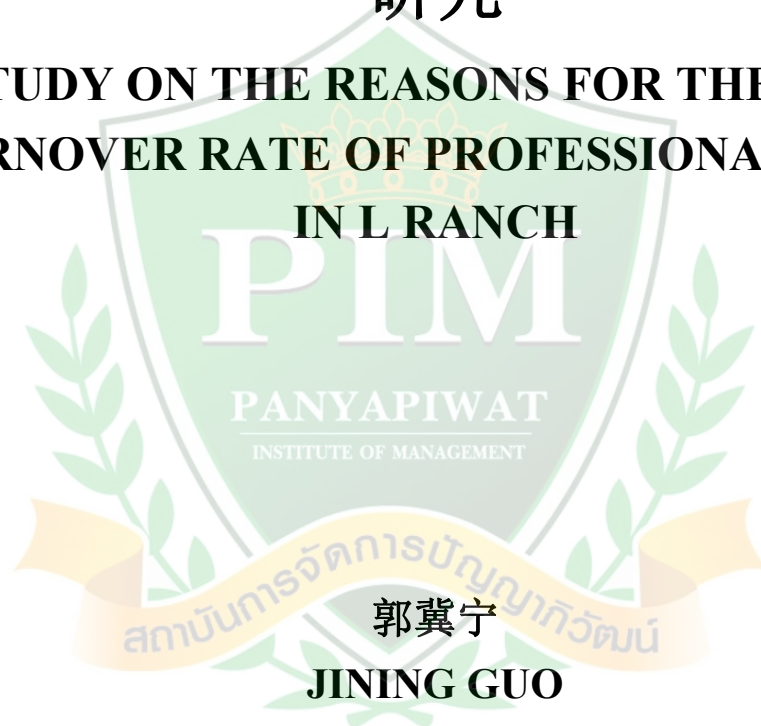 研究
TUDY ON THE REASONS FOR THE
RNOVER RATE OF PROFESSIONA
IN L RANCH
PIM
PANYAPIWAT
INSTITUTE OF MANAGEMENT
สถาบันการจัดการปัญญาภิวัฒน์
郭冀宁
JINING GUO